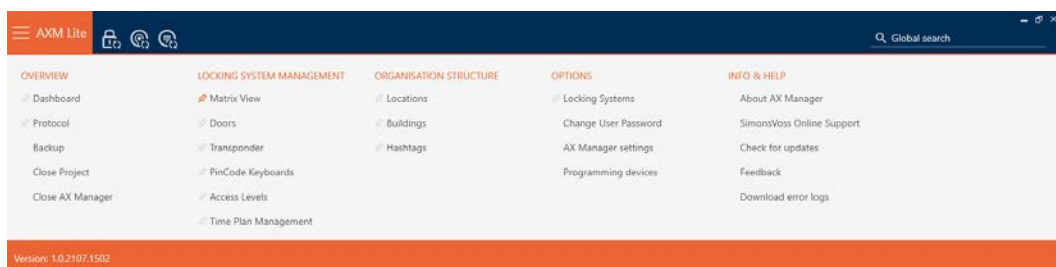 AXM Lite
Global search
OVERVIEW
Dashboard
Protocol
Backup
Close Project
Close AX Manager
LOCKING SYSTEM MANAGEMENT
Matrix View
Doors
Transponder
PinCode Keyboards
Access Levels
Time Plan Management
ORGANISATION STRUCTURE
Locations
Buildings
Hashtags
OPTIONS
Locking Systems
Change User Password
AX Manager settings
Programming devices
INFO & HELP
About AX Manager
SimonsVoss Online Support
Check for updates
Feedback
Download error logs
Version: 1.0.2107.1502